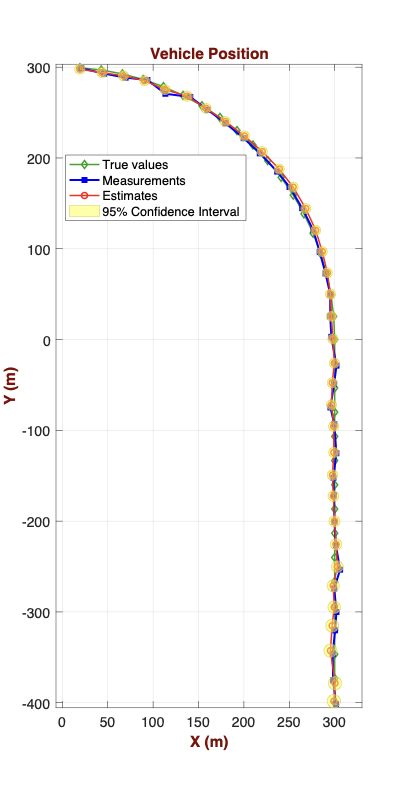 Vehicle Position
300
200
100
0
-100
-200
-300
-400
Y (m)
True values
Measurements
Estimates
95% Confidence Interval
0 50 100 150 200 250 300
X (m)